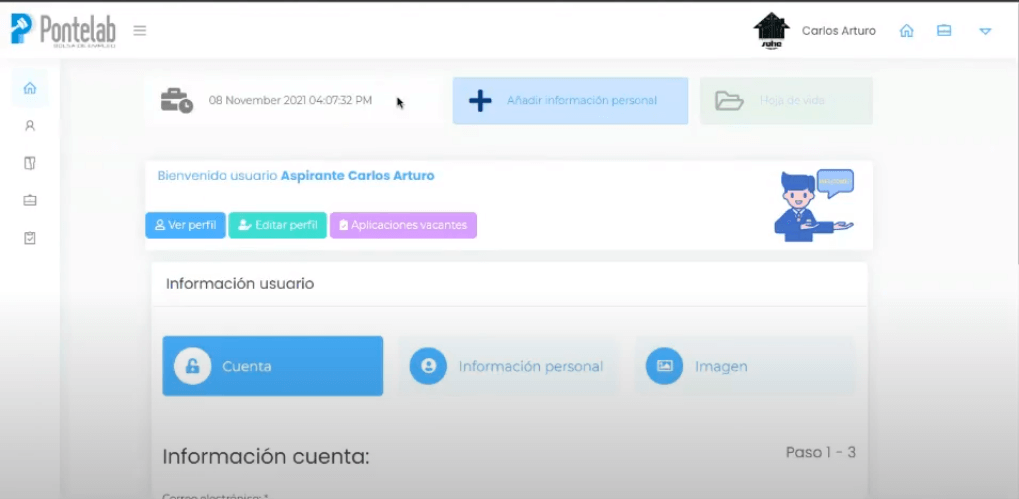 Pontelab
BOLSA DE EMPLEO
suhe
Carlos Arturo
08 November 2021 04:07:32 PM
Añadir información personal
Hoja de vida
Bienvenido usuario Aspirante Carlos Arturo
Ver perfil
Editar perfil
Aplicaciones vacantes
Información usuario
Cuenta
Información personal
Imagen
Información cuenta:
Paso 1 - 3
Correo electrónico: *